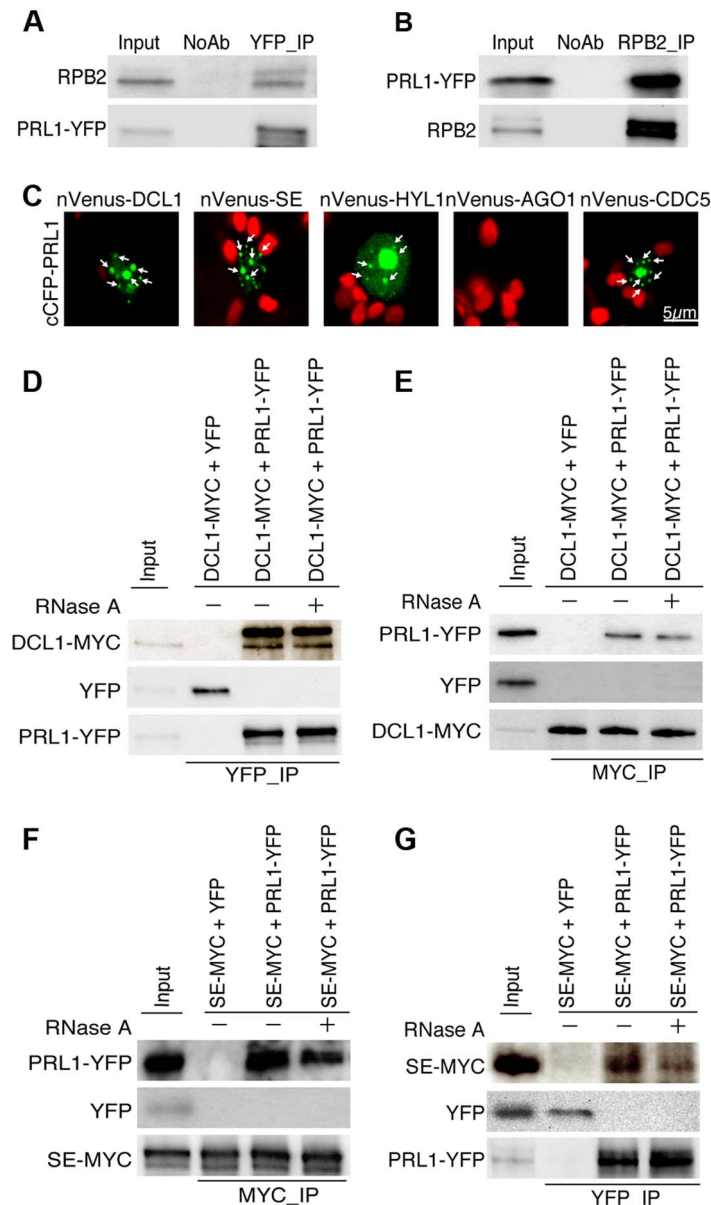 A
Input NoAb YFP_IP
RPB2
PRL1-YFP
B
Input NoAb RPB2_IP
PRL1-YFP
RPB2
C
nVenus-DCL1 nVenus-SE nVenus-HYL1 nVenus-AGO1 nVenus-CDC5
cCFP-PRL1
5µm
D
Input
DCL1-MYC + YFP
DCL1-MYC + PRL1-YFP
DCL1-MYC + PRL1-YFP
RNase A − − +
DCL1-MYC
YFP
PRL1-YFP
YFP_IP
E
Input
DCL1-MYC + YFP
DCL1-MYC + PRL1-YFP
DCL1-MYC + PRL1-YFP
RNase A − − +
PRL1-YFP
YFP
DCL1-MYC
MYC_IP
F
Input
SE-MYC + YFP
SE-MYC + PRL1-YFP
SE-MYC + PRL1-YFP
RNase A − − +
PRL1-YFP
YFP
SE-MYC
MYC_IP
G
Input
SE-MYC + YFP
SE-MYC + PRL1-YFP
SE-MYC + PRL1-YFP
RNase A − − +
SE-MYC
YFP
PRL1-YFP
YFP_IP